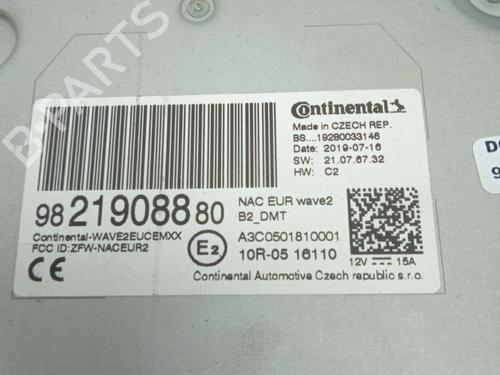 B-PARTS
Continental
Made in CZECH REP.
BS....19280033146
Date: 2019-07-16
SW: 21.07.67.32
HW: C2
98 219088 80
NAC EUR wave2
B2_DMT
Continental-WAVE2EUCEMXX
FCC ID:ZFW-NACEUR2
A3C0501810001
E2
10R-05 16110
12V 15A
CE
Continental Automotive Czech republic s.r.o.